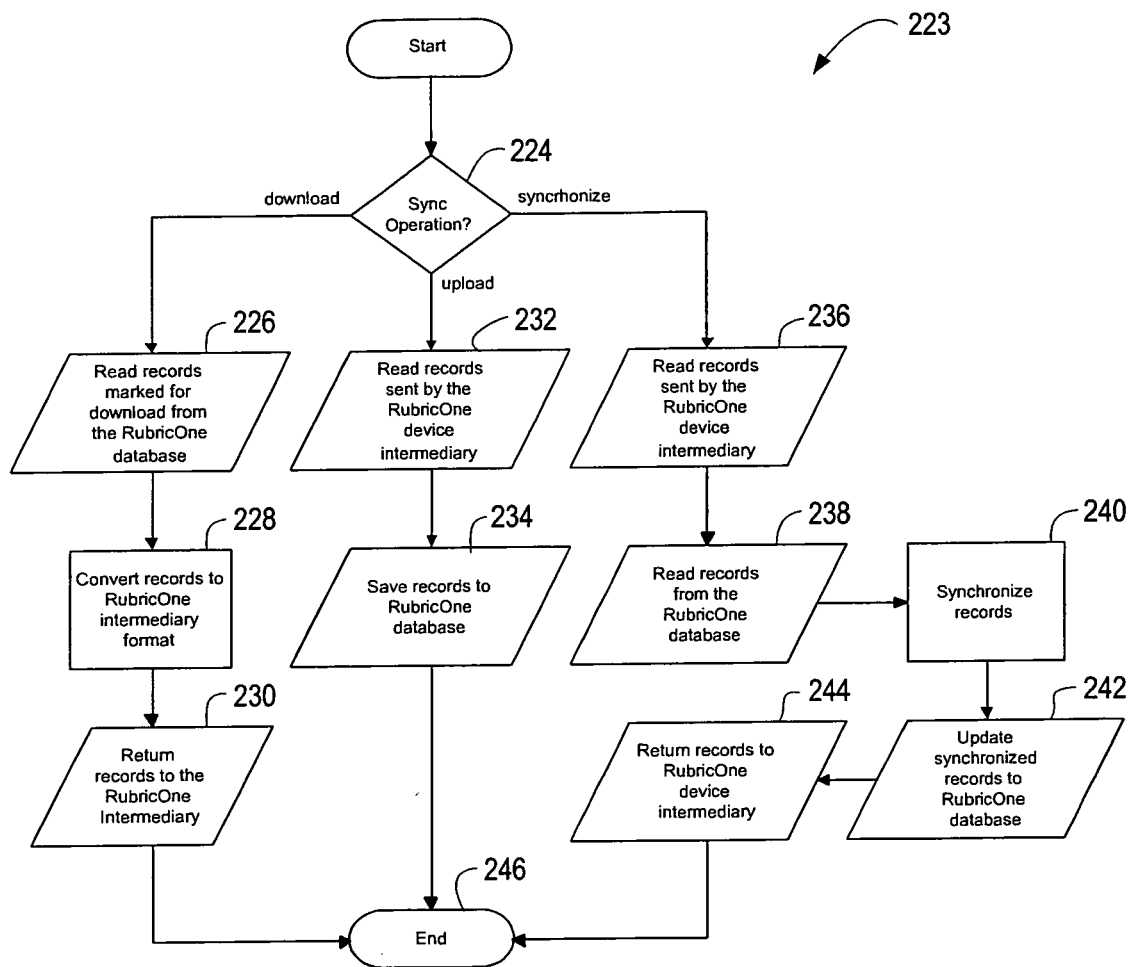 223
Start
224
download
Sync
Operation?
syncrhonize
upload
226
Read records
marked for
download from
the RubricOne
database
232
Read records
sent by the
RubricOne
device
intermediary
236
Read records
sent by the
RubricOne
device
intermediary
228
Convert records to
RubricOne
intermediary
format
234
Save records to
RubricOne
database
238
Read records
from the
RubricOne
database
240
Synchronize
records
230
Return
records to the
RubricOne
Intermediary
244
Return records to
RubricOne
device
intermediary
242
Update
synchronized
records to
RubricOne
database
246
End